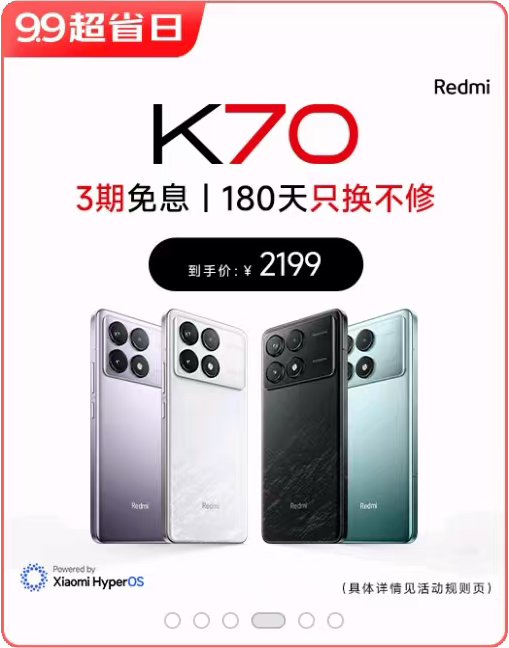 9.9超省日
Redmi
K70
3期免息 | 180天只换不修
到手价：¥ 2199
Redmi
Redmi
Redmi
Redmi
Powered by
Xiaomi HyperOS
（具体详情见活动规则页）